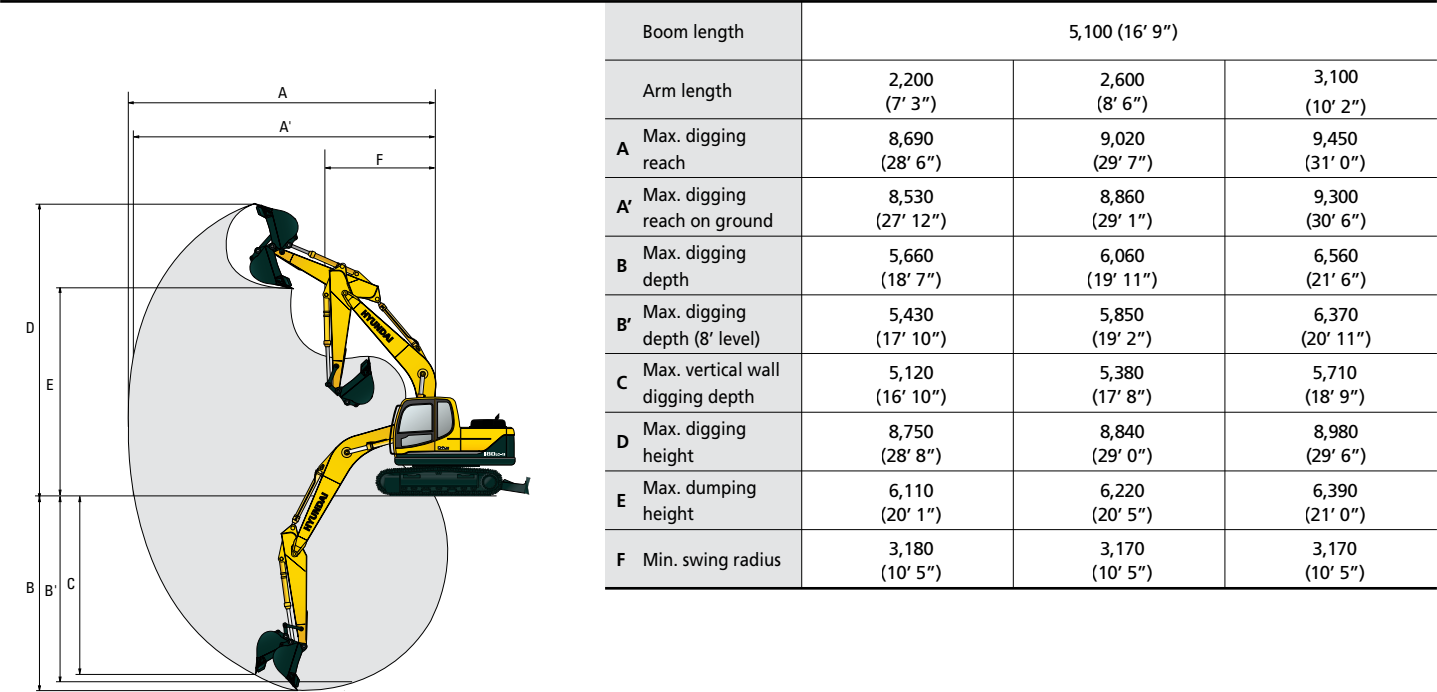 A
A'
F
D
E
B
B'
C
HYUNDAI
HYUNDAI
Boom length
5,100 (16’ 9”)
Arm length
2,200
(7’ 3”)
2,600
(8’ 6”)
3,100
(10’ 2”)
A
Max. digging
reach
8,690
(28’ 6”)
9,020
(29’ 7”)
9,450
(31’ 0”)
A’
Max. digging
reach on ground
8,530
(27’ 12”)
8,860
(29’ 1”)
9,300
(30’ 6”)
B
Max. digging
depth
5,660
(18’ 7”)
6,060
(19’ 11”)
6,560
(21’ 6”)
B’
Max. digging
depth (8’ level)
5,430
(17’ 10”)
5,850
(19’ 2”)
6,370
(20’ 11”)
C
Max. vertical wall
digging depth
5,120
(16’ 10”)
5,380
(17’ 8”)
5,710
(18’ 9”)
D
Max. digging
height
8,750
(28’ 8”)
8,840
(29’ 0”)
8,980
(29’ 6”)
E
Max. dumping
height
6,110
(20’ 1”)
6,220
(20’ 5”)
6,390
(21’ 0”)
F
Min. swing radius
3,180
(10’ 5”)
3,170
(10’ 5”)
3,170
(10’ 5”)